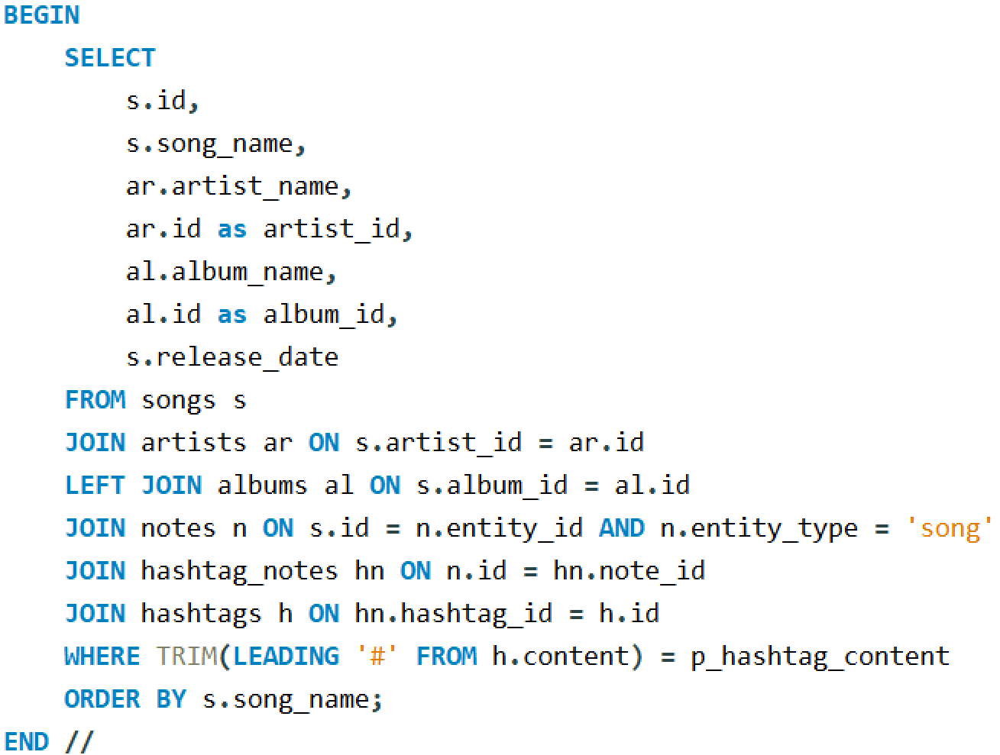 BEGIN
    SELECT
        s.id,
        s.song_name,
        ar.artist_name,
        ar.id as artist_id,
        al.album_name,
        al.id as album_id,
        s.release_date
    FROM songs s
    JOIN artists ar ON s.artist_id = ar.id
    LEFT JOIN albums al ON s.album_id = al.id
    JOIN notes n ON s.id = n.entity_id AND n.entity_type = 'song'
    JOIN hashtag_notes hn ON n.id = hn.note_id
    JOIN hashtags h ON hn.hashtag_id = h.id
    WHERE TRIM(LEADING '#' FROM h.content) = p_hashtag_content
    ORDER BY s.song_name;
END //